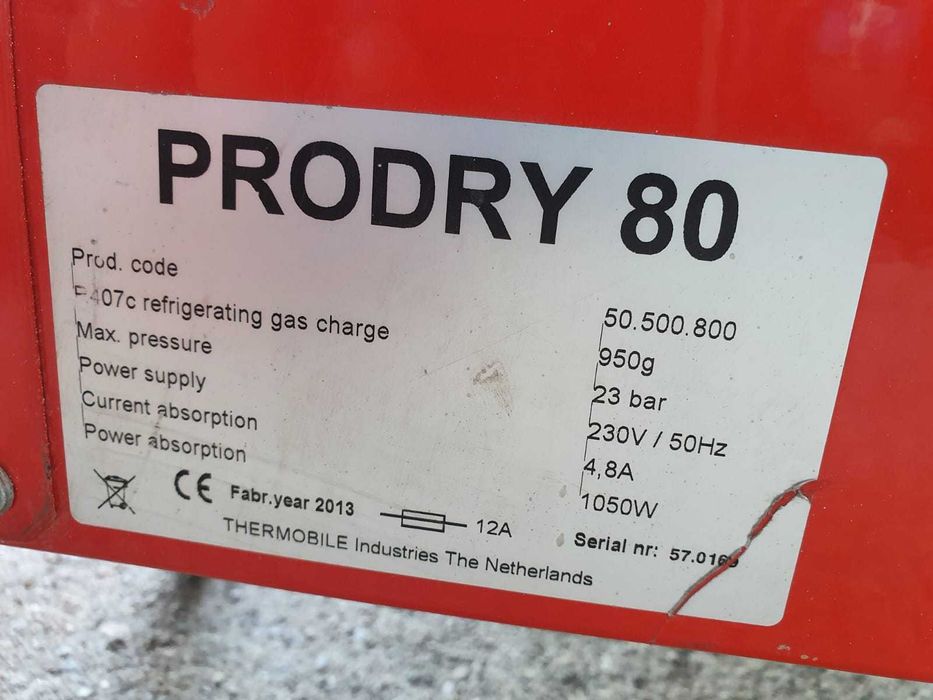 PRODRY 80
Prod. code 50.500.800
R407c refrigerating gas charge 950g
Max. pressure 23 bar
Power supply 230V / 50Hz
Current absorption 4,8A
Power absorption 1050W
CE Fabr.year 2013 12A Serial nr:
THERMOBILE Industries The Netherlands